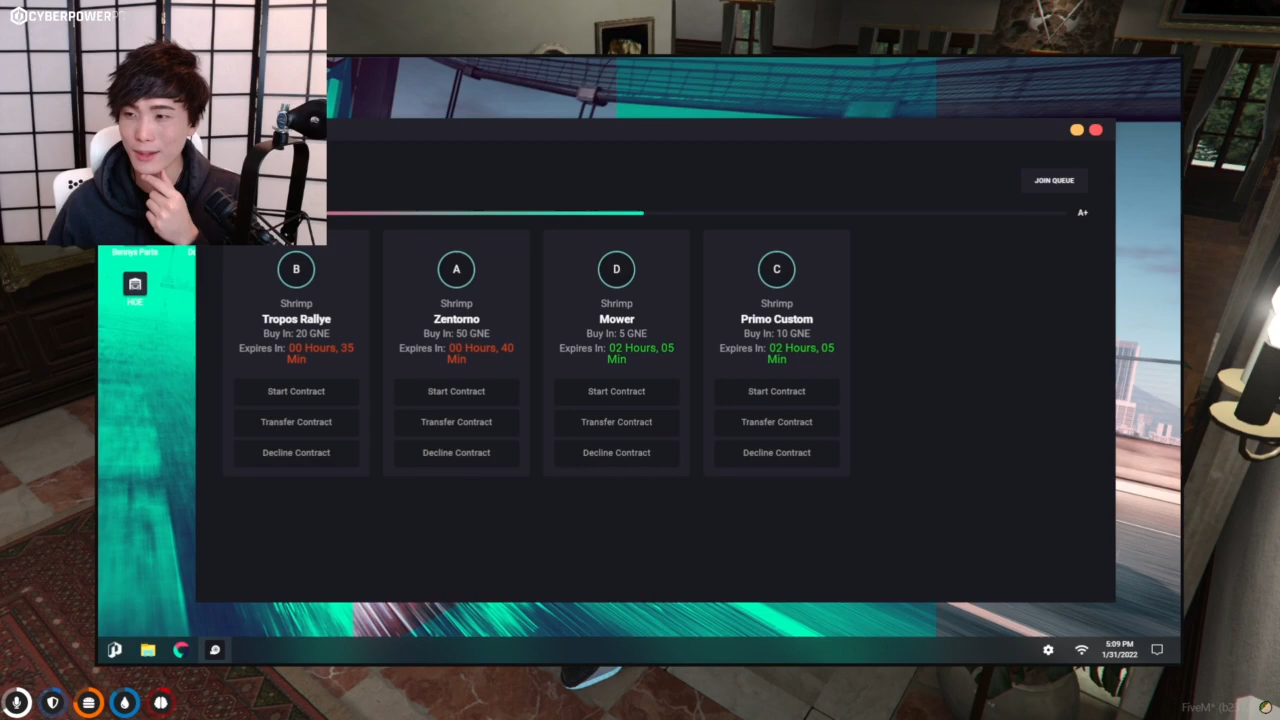 CYBERPOWERPC
JOIN QUEUE
A+
Bennys Parts
HOE
B
Shrimp
Tropos Rallye
Buy In: 20 GNE
Expires In: 00 Hours, 35
Min
Start Contract
Transfer Contract
Decline Contract
A
Shrimp
Zentorno
Buy In: 50 GNE
Expires In: 00 Hours, 40
Min
Start Contract
Transfer Contract
Decline Contract
D
Shrimp
Mower
Buy In: 5 GNE
Expires In: 02 Hours, 05
Min
Start Contract
Transfer Contract
Decline Contract
C
Shrimp
Primo Custom
Buy In: 10 GNE
Expires In: 02 Hours, 05
Min
Start Contract
Transfer Contract
Decline Contract
5:09 PM
1/31/2022
FiveM*